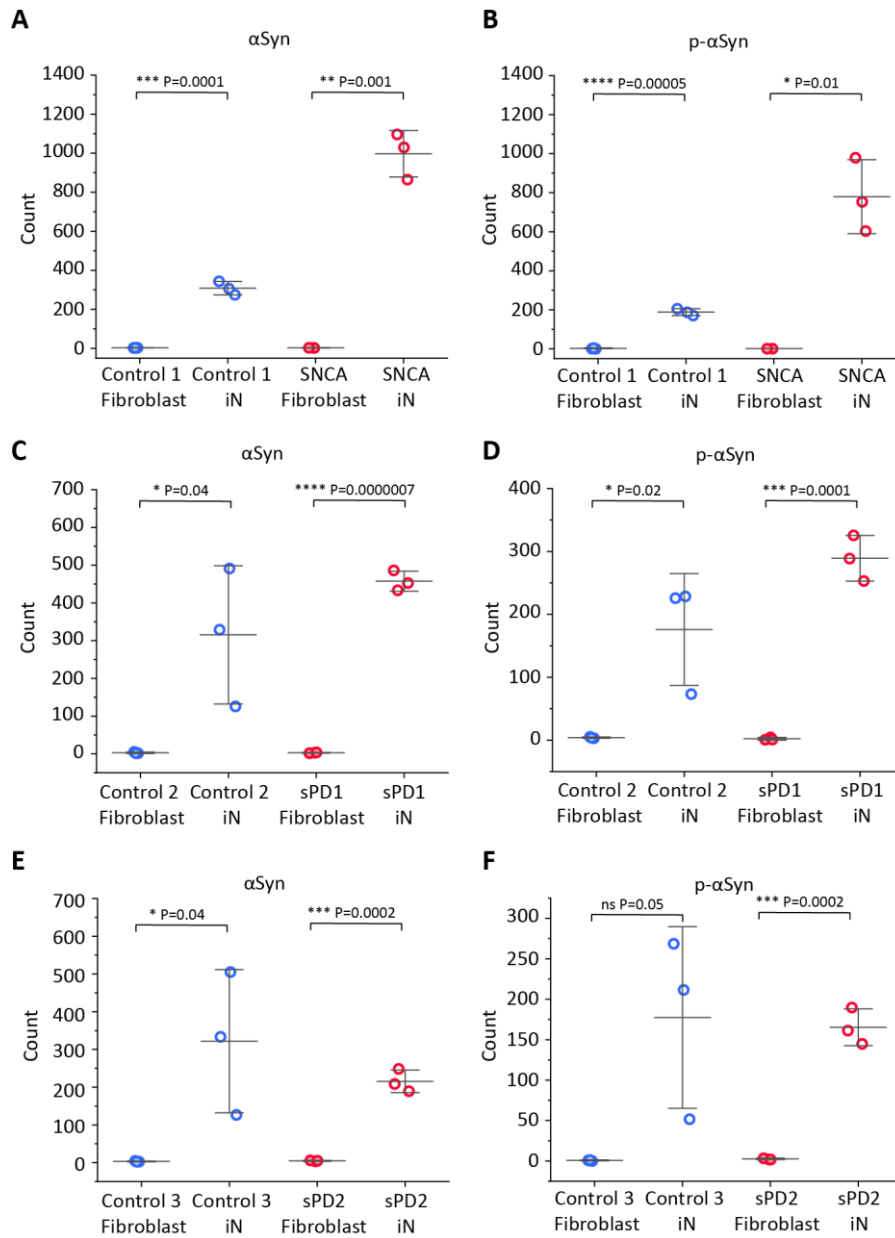 A
αSyn
*** P=0.0001
** P=0.001
1400
1200
1000
800
600
400
200
0
Count
Control 1 Control 1 SNCA SNCA
Fibroblast iN Fibroblast iN
B
p-αSyn
**** P=0.00005
* P=0.01
1400
1200
1000
800
600
400
200
0
Count
Control 1 Control 1 SNCA SNCA
Fibroblast iN Fibroblast iN
C
αSyn
* P=0.04
**** P=0.0000007
700
600
500
400
300
200
100
0
Count
Control 2 Control 2 sPD1 sPD1
Fibroblast iN Fibroblast iN
D
p-αSyn
* P=0.02
*** P=0.0001
400
300
200
100
0
Count
Control 2 Control 2 sPD1 sPD1
Fibroblast iN Fibroblast iN
E
αSyn
* P=0.04
*** P=0.0002
700
600
500
400
300
200
100
0
Count
Control 3 Control 3 sPD2 sPD2
Fibroblast iN Fibroblast iN
F
p-αSyn
ns P=0.05
*** P=0.0002
300
250
200
150
100
50
0
Count
Control 3 Control 3 sPD2 sPD2
Fibroblast iN Fibroblast iN